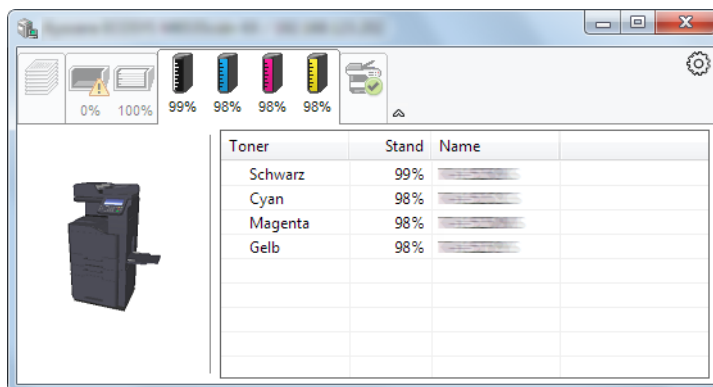 0% 100% 99% 98% 98% 98%
Toner Stand Name
Schwarz 99%
Cyan 98%
Magenta 98%
Gelb 98%